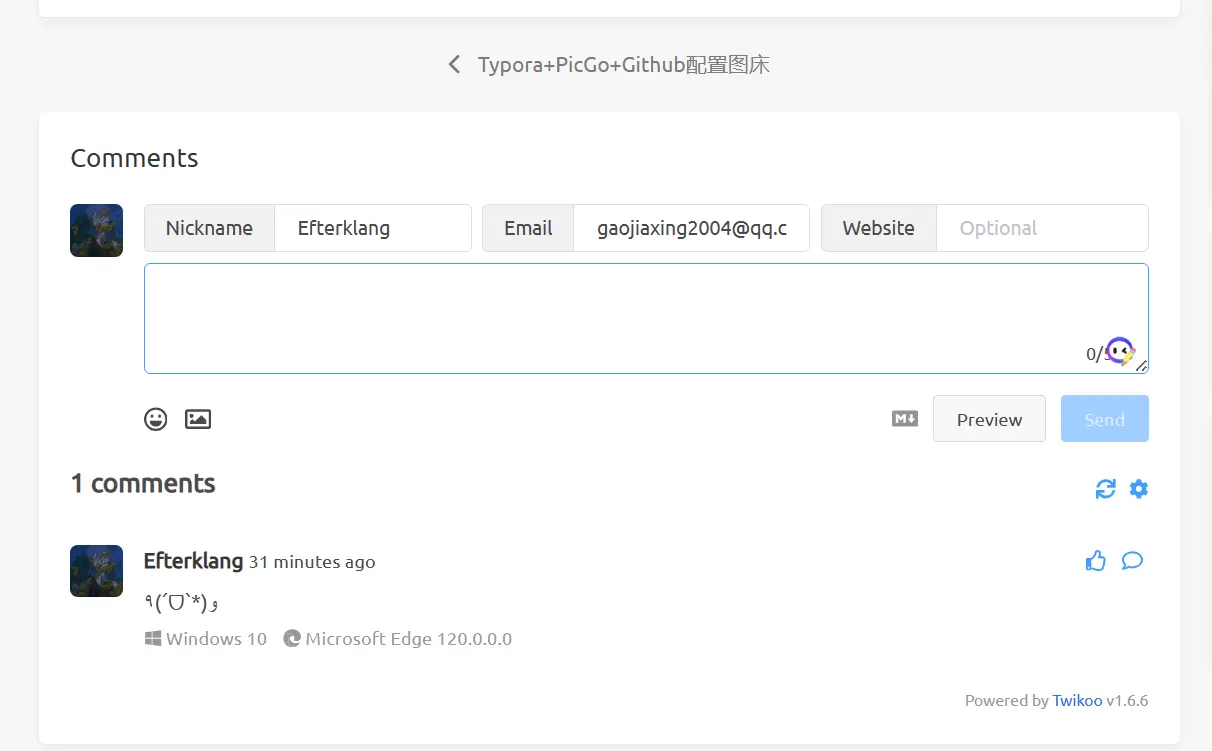 Typora+PicGo+Github配置图床
Comments
Nickname Efterklang Email gaojiaxing2004@qq.c Website Optional
0/
M↓ Preview Send
1 comments
Efterklang 31 minutes ago
٩(´ᗜ`*)و
Windows 10 Microsoft Edge 120.0.0.0
Powered by Twikoo v1.6.6